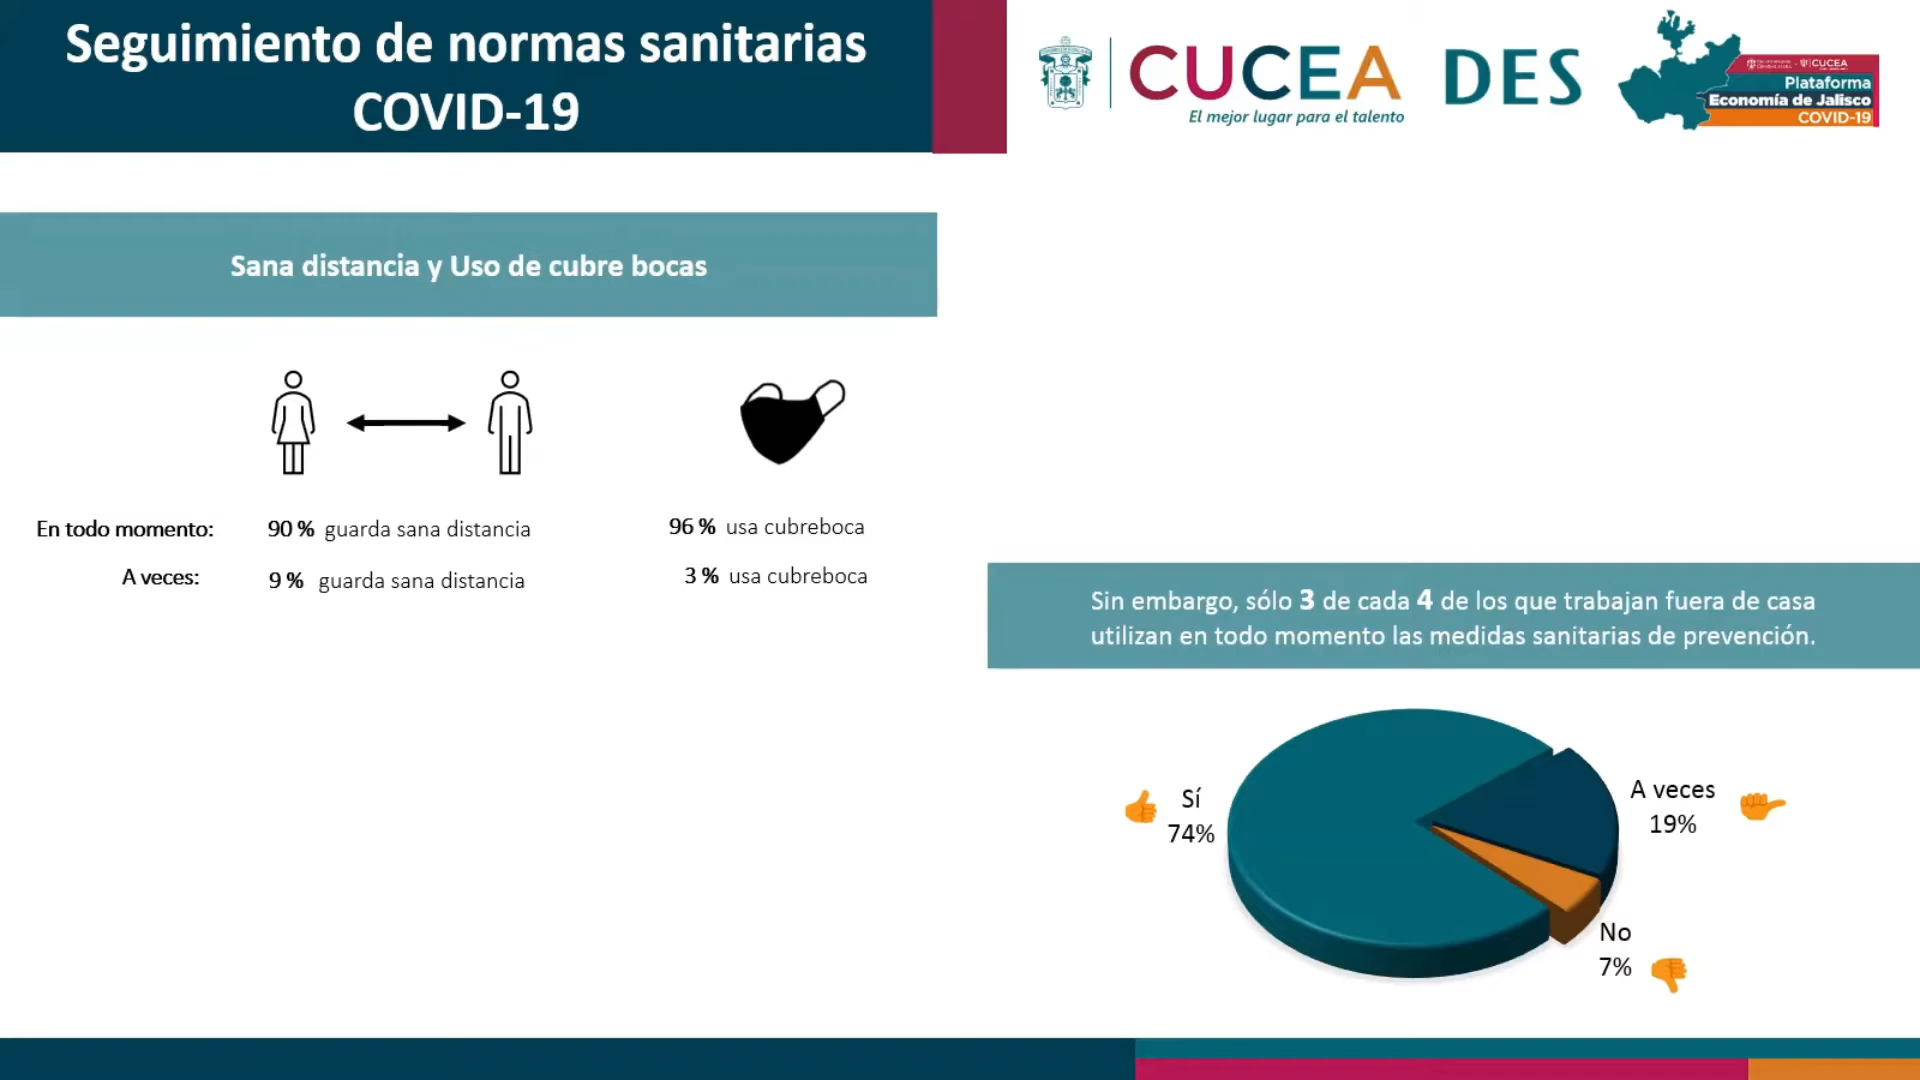 Seguimiento de normas sanitarias
COVID-19
CUCEA
El mejor lugar para el talento
DES
CUCEA
Plataforma
Economía de Jalisco
COVID-19
Sana distancia y Uso de cubre bocas
En todo momento: 90 % guarda sana distancia 96 % usa cubreboca
A veces: 9 % guarda sana distancia 3 % usa cubreboca
Sin embargo, sólo 3 de cada 4 de los que trabajan fuera de casa
utilizan en todo momento las medidas sanitarias de prevención.
Sí
74%
A veces
19%
No
7%